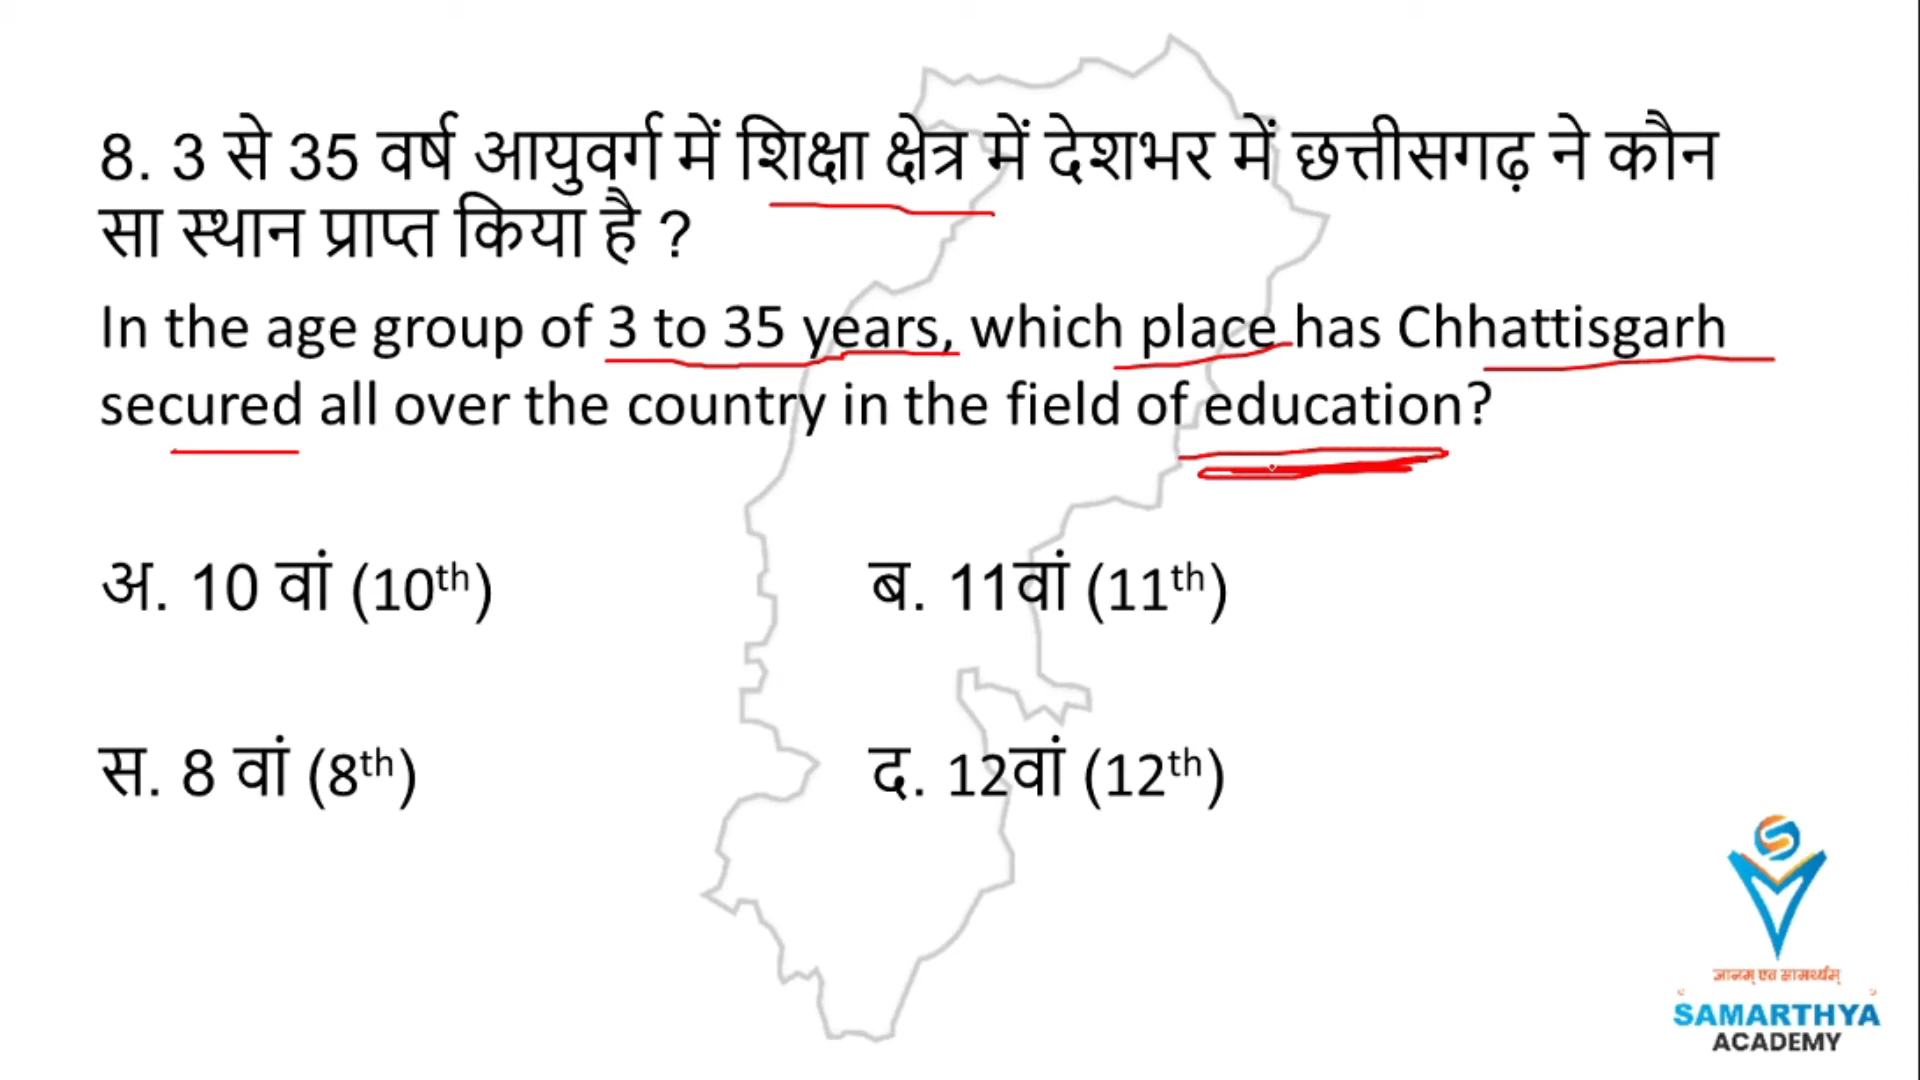 8. 3 से 35 वर्ष आयुवर्ग में शिक्षा क्षेत्र में देशभर में छत्तीसगढ़ ने कौन
सा स्थान प्राप्त किया है ?
In the age group of 3 to 35 years, which place has Chhattisgarh
secured all over the country in the field of education?
अ. 10 वां (10th)
ब. 11वां (11th)
स. 8 वां (8th)
द. 12वां (12th)
ज्ञानम् एव सामर्थ्यम्
SAMARTHYA
ACADEMY